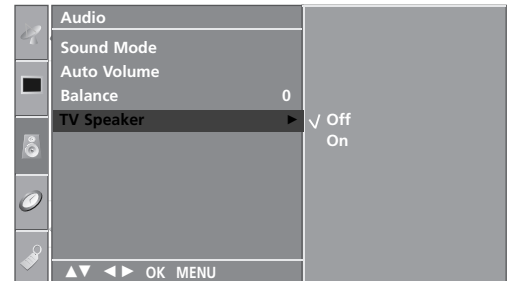 Audio
Sound Mode
Auto Volume
Balance 0
TV Speaker ▶ √ Off
On
▲▼ ◀▶ OK MENU